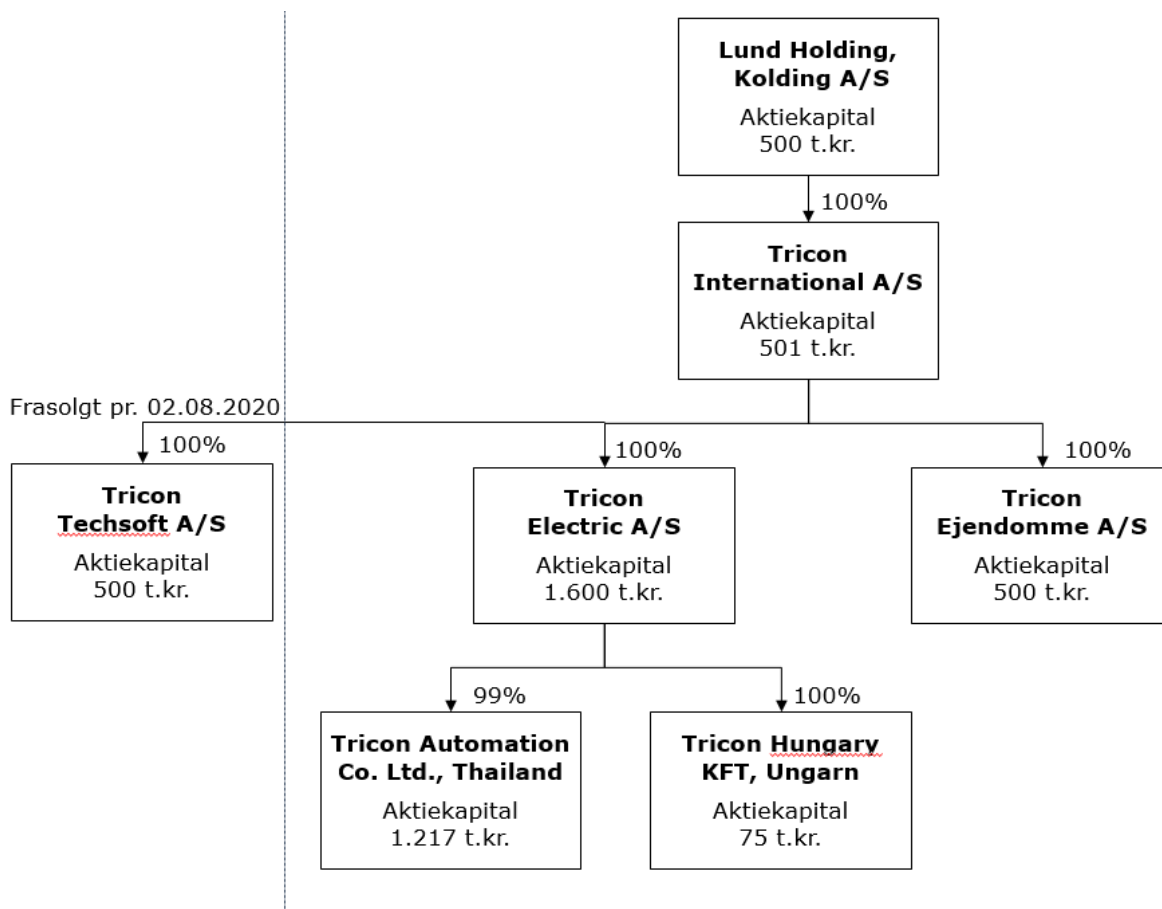 Lund Holding,
Kolding A/S
Aktiekapital
500 t.kr.
100%
Tricon
International A/S
Aktiekapital
501 t.kr.
Frasolgt pr. 02.08.2020
100%
100%
100%
Tricon
Techsoft A/S
Aktiekapital
500 t.kr.
Tricon
Electric A/S
Aktiekapital
1.600 t.kr.
Tricon
Ejendomme A/S
Aktiekapital
500 t.kr.
99%
100%
Tricon Automation
Co. Ltd., Thailand
Aktiekapital
1.217 t.kr.
Tricon Hungary
KFT, Ungarn
Aktiekapital
75 t.kr.